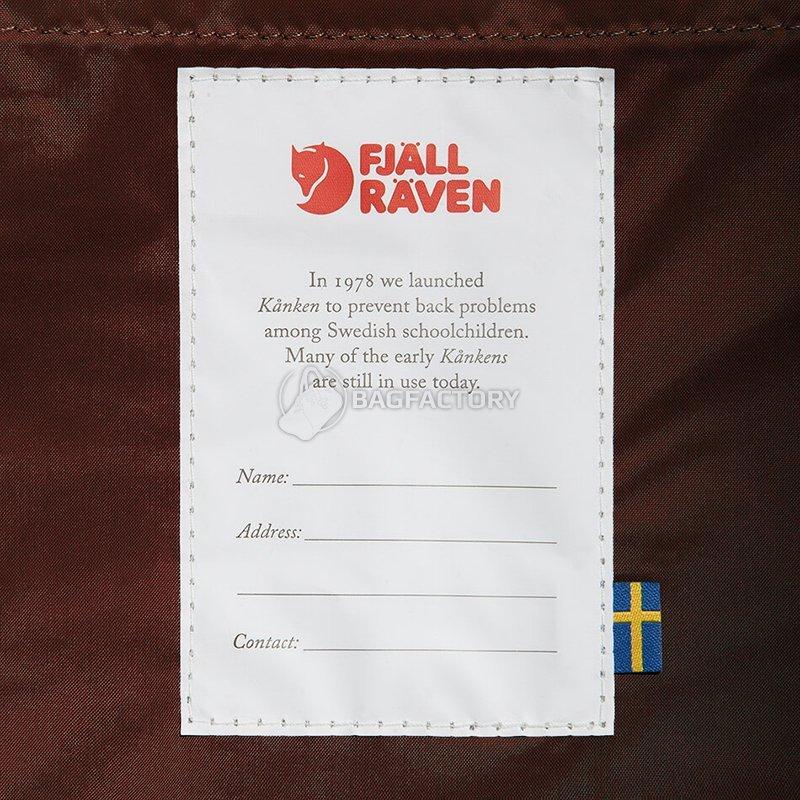 FJÄLL
RÄVEN
In 1978 we launched
Kånken to prevent back problems
among Swedish schoolchildren.
Many of the early Kånkens
are still in use today.
BAGFACTORY
Name:
Address:
Contact: